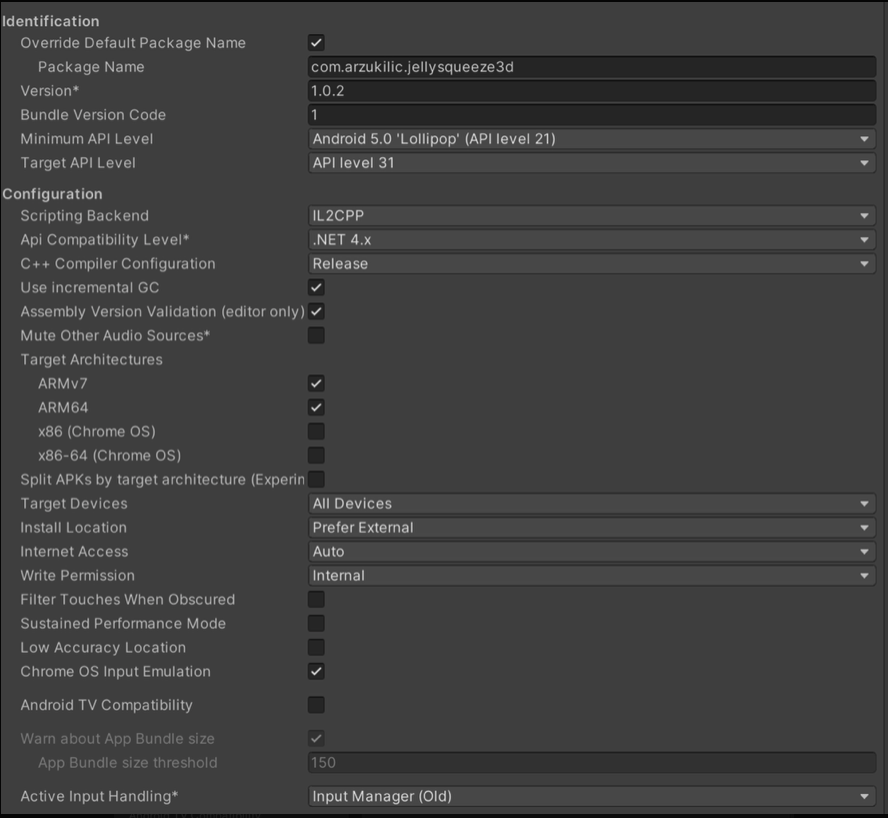 Identification
Override Default Package Name
Package Name com.arzukilic.jellysqueeze3d
Version* 1.0.2
Bundle Version Code 1
Minimum API Level Android 5.0 'Lollipop' (API level 21)
Target API Level API level 31
Configuration
Scripting Backend IL2CPP
Api Compatibility Level* .NET 4.x
C++ Compiler Configuration Release
Use incremental GC
Assembly Version Validation (editor only)
Mute Other Audio Sources*
Target Architectures
ARMv7
ARM64
x86 (Chrome OS)
x86-64 (Chrome OS)
Split APKs by target architecture (Experin
Target Devices All Devices
Install Location Prefer External
Internet Access Auto
Write Permission Internal
Filter Touches When Obscured
Sustained Performance Mode
Low Accuracy Location
Chrome OS Input Emulation
Android TV Compatibility
Warn about App Bundle size
App Bundle size threshold 150
Active Input Handling* Input Manager (Old)